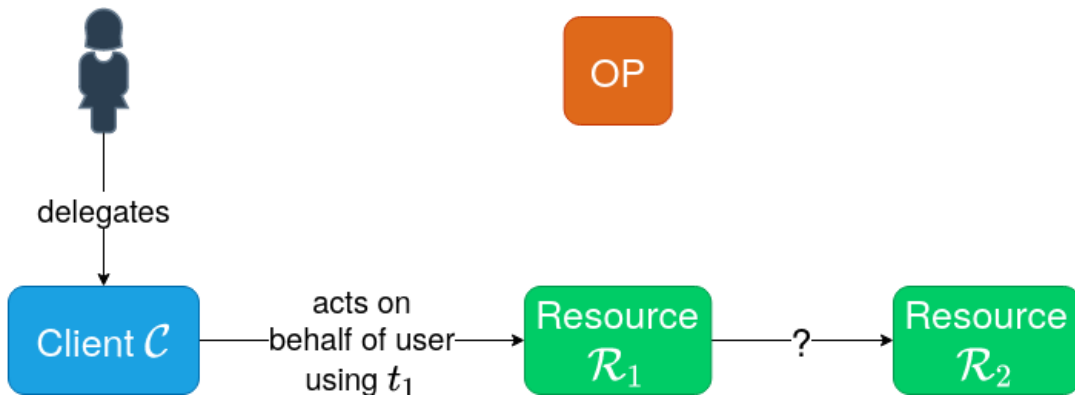 OP
delegates
Client 𝒞
acts on
behalf of user
using t₁
Resource
ℛ₁
?
Resource
ℛ₂